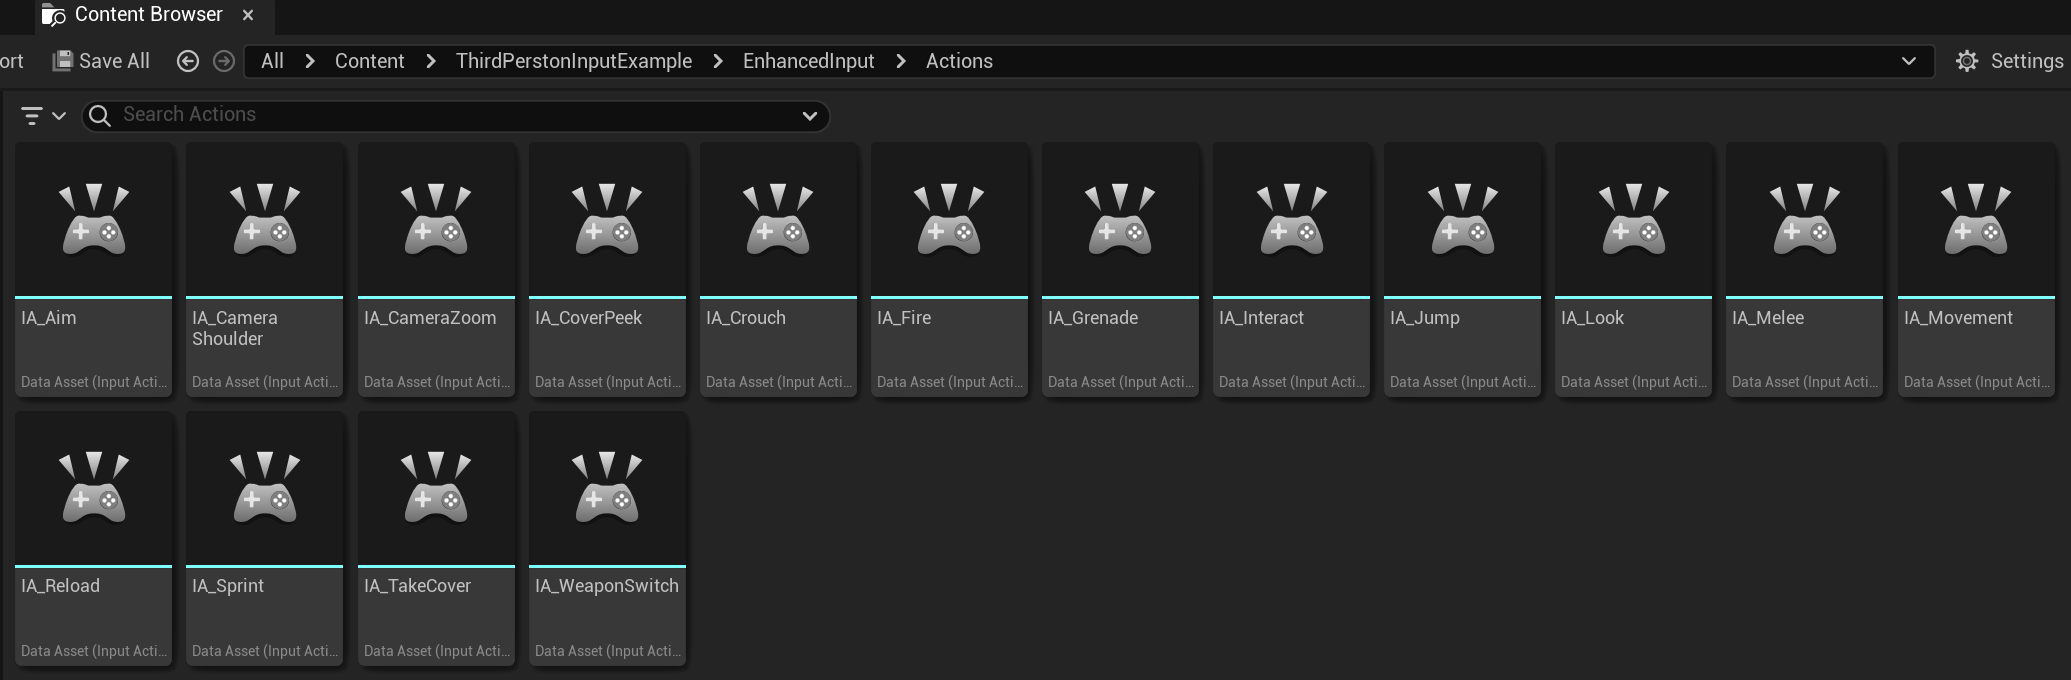 Content Browser
ort Save All All Content ThirdPerstonInputExample EnhancedInput Actions Settings
Search Actions
IA_Aim
Data Asset (Input Acti...
IA_Camera
Shoulder
Data Asset (Input Acti...
IA_CameraZoom
Data Asset (Input Acti...
IA_CoverPeek
Data Asset (Input Acti...
IA_Crouch
Data Asset (Input Acti...
IA_Fire
Data Asset (Input Acti...
IA_Grenade
Data Asset (Input Acti...
IA_Interact
Data Asset (Input Acti...
IA_Jump
Data Asset (Input Acti...
IA_Look
Data Asset (Input Acti...
IA_Melee
Data Asset (Input Acti...
IA_Movement
Data Asset (Input Acti...
IA_Reload
Data Asset (Input Acti...
IA_Sprint
Data Asset (Input Acti...
IA_TakeCover
Data Asset (Input Acti...
IA_WeaponSwitch
Data Asset (Input Acti...